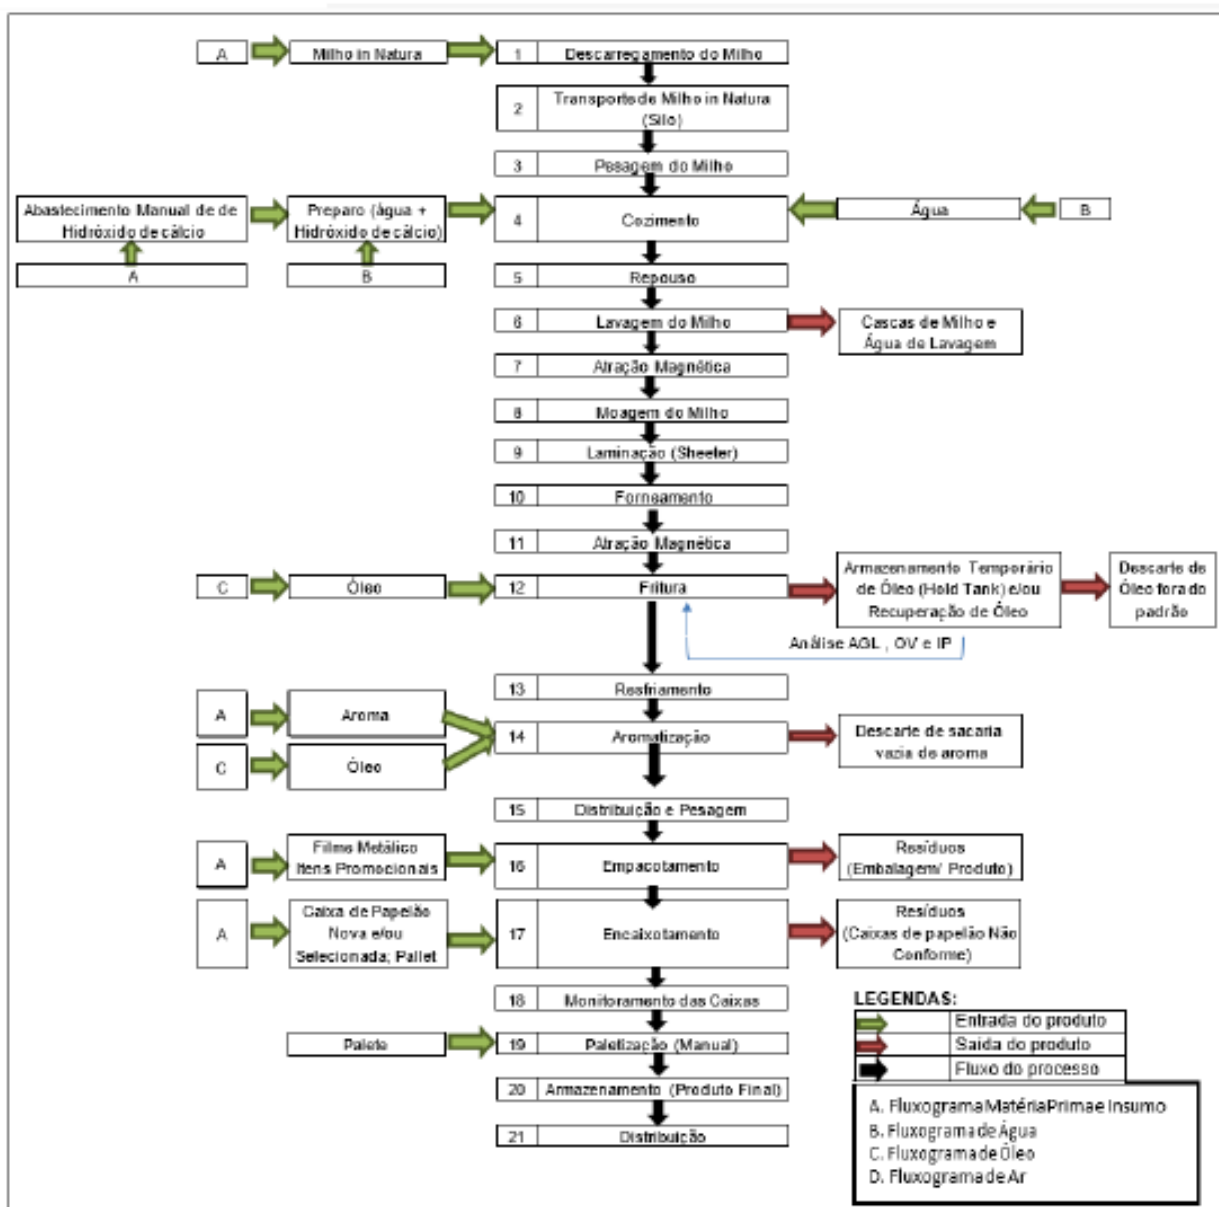 A
Milho in Natura
1
Descarregamento do Milho
2
Transporte de Milho in Natura
(Silo)
3
Pesagem do Milho
Abastecimento Manual de de
Hidróxido de cálcio
Preparo (água +
Hidróxido de cálcio)
4
Cozimento
Água
B
A
B
5
Repouso
6
Lavagem do Milho
Cascas de Milho e
Água de Lavagem
7
Atração Magnética
8
Moagem do Milho
9
Laminação (Sheeter)
10
Forneamento
11
Atração Magnética
C
Óleo
12
Fritura
Armazenamento Temporário
de Óleo (Hold Tank) e/ou
Recuperação de Óleo
Descarte de
Óleo fora do
padrão
Análise AGL , OV e IP
13
Resfriamento
A
Aroma
14
Aromatização
Descarte de sacaria
vazia de aroma
C
Óleo
15
Distribuição e Pesagem
A
Filme Metálico
Itens Promocionais
16
Empacotamento
Resíduos
(Embalagem/ Produto)
A
Caixa de Papelão
Nova e/ou
Selecionada; Pallet
17
Encaixotamento
Resíduos
(Caixas de papelão Não
Conforme)
18
Monitoramento das Caixas
Palete
19
Paletização (Manual)
20
Armazenamento (Produto Final)
21
Distribuição
LEGENDAS:
Entrada do produto
Saída do produto
Fluxo do processo
A. Fluxograma Matéria Prima e Insumo
B. Fluxograma de Água
C. Fluxograma de Óleo
D. Fluxograma de Ar